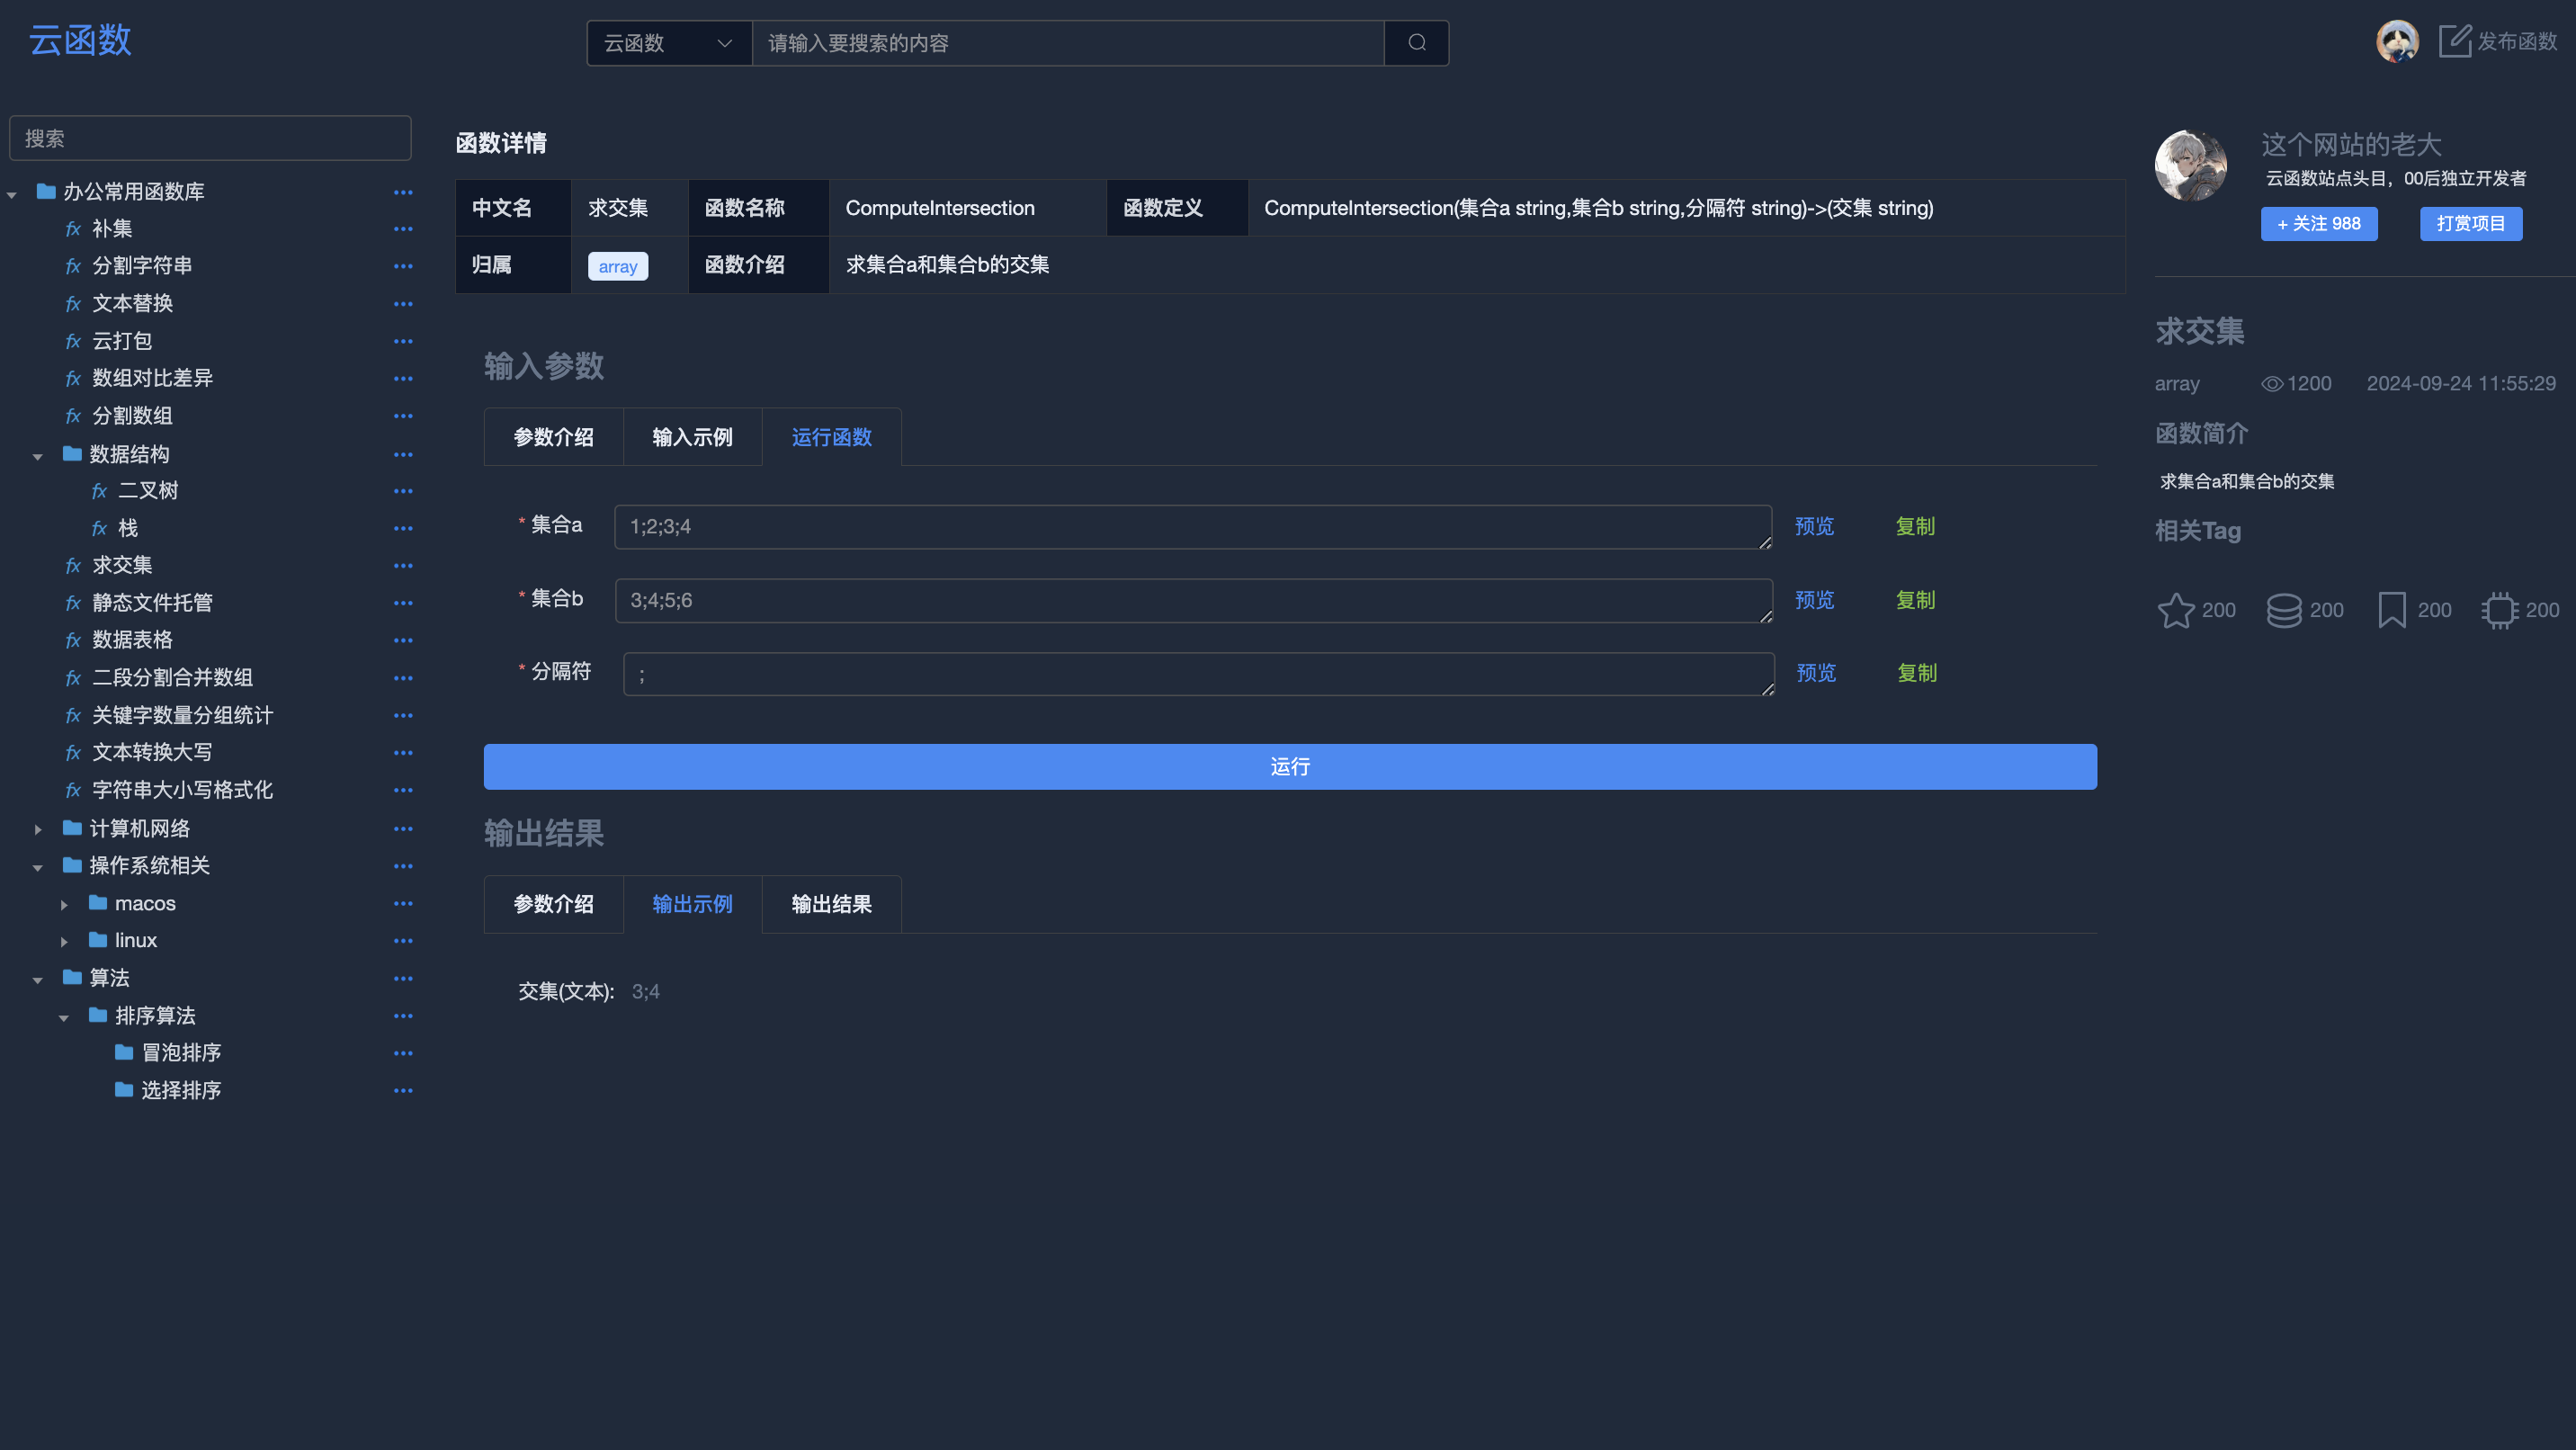 云函数
云函数 请输入要搜索的内容
发布函数
搜索
办公常用函数库
fx 补集
fx 分割字符串
fx 文本替换
fx 云打包
fx 数组对比差异
fx 分割数组
数据结构
fx 二叉树
fx 栈
fx 求交集
fx 静态文件托管
fx 数据表格
fx 二段分割合并数组
fx 关键字数量分组统计
fx 文本转换大写
fx 字符串大小写格式化
计算机网络
操作系统相关
macos
linux
算法
排序算法
冒泡排序
选择排序
函数详情
中文名 求交集 函数名称 ComputeIntersection 函数定义 ComputeIntersection(集合a string,集合b string,分隔符 string)->(交集 string)
归属 array 函数介绍 求集合a和集合b的交集
输入参数
参数介绍 输入示例 运行函数
* 集合a 1;2;3;4 预览 复制
* 集合b 3;4;5;6 预览 复制
* 分隔符 ; 预览 复制
运行
输出结果
参数介绍 输出示例 输出结果
交集(文本): 3;4
这个网站的老大
云函数站点头目，00后独立开发者
+ 关注 988 打赏项目
求交集
array 1200 2024-09-24 11:55:29
函数简介
求集合a和集合b的交集
相关Tag
200 200 200 200